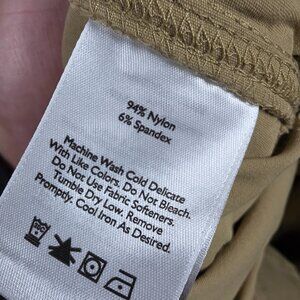 94% Nylon
6% Spandex
Machine Wash Cold Delicate
With Like Colors. Do Not Bleach.
Do Not Use Fabric Softeners.
Tumble Dry Low. Remove
Promptly. Cool Iron As Desired.